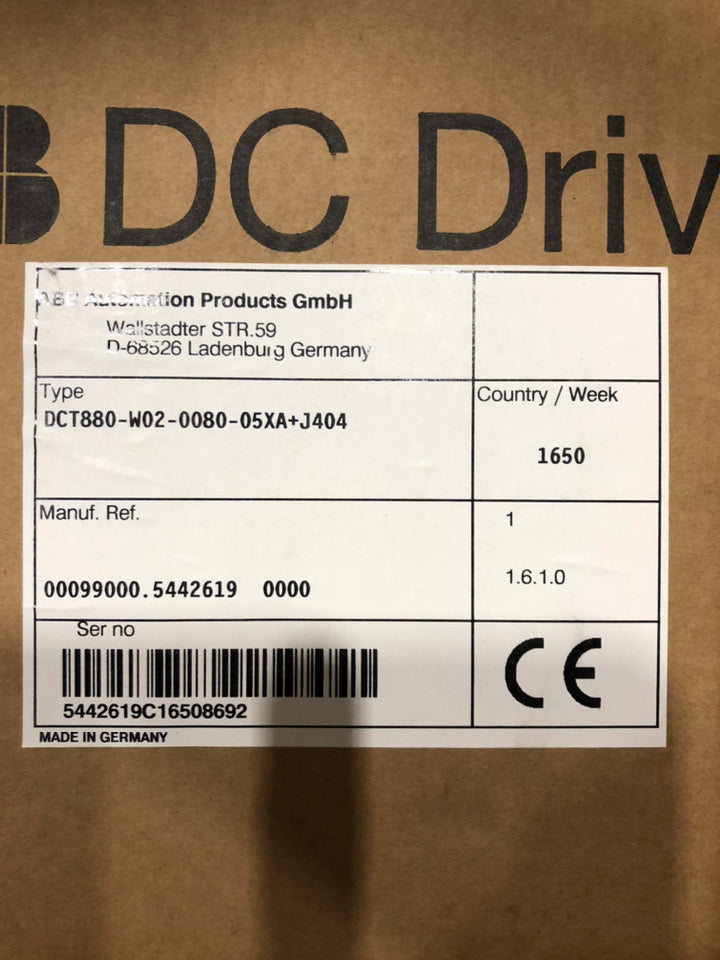 B DC Driv
ABB Automation Products GmbH
Wallstadter STR.59
D-68526 Ladenburg Germany
Type
DCT880-W02-0080-05XA+J404
Country / Week
1650
Manuf. Ref.
00099000.5442619 0000
1
1.6.1.0
Ser no
5442619C16508692
CE
MADE IN GERMANY